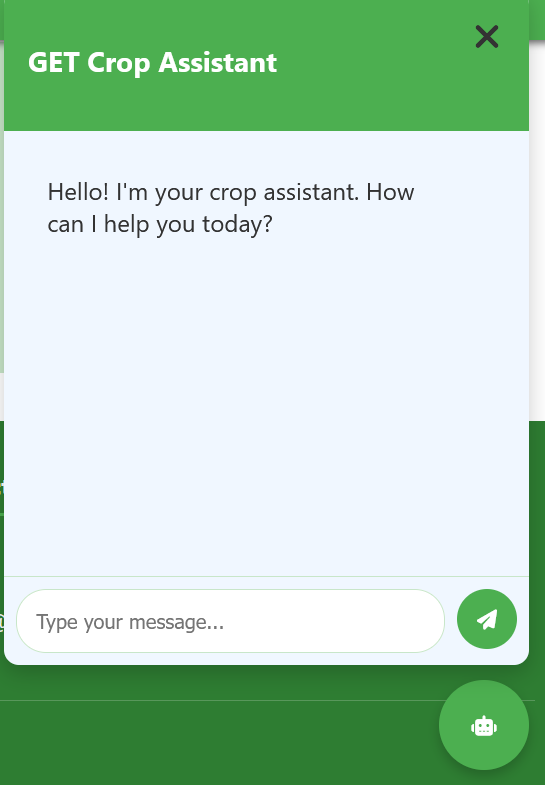 GET Crop Assistant
Hello! I'm your crop assistant. How
can I help you today?
Type your message...